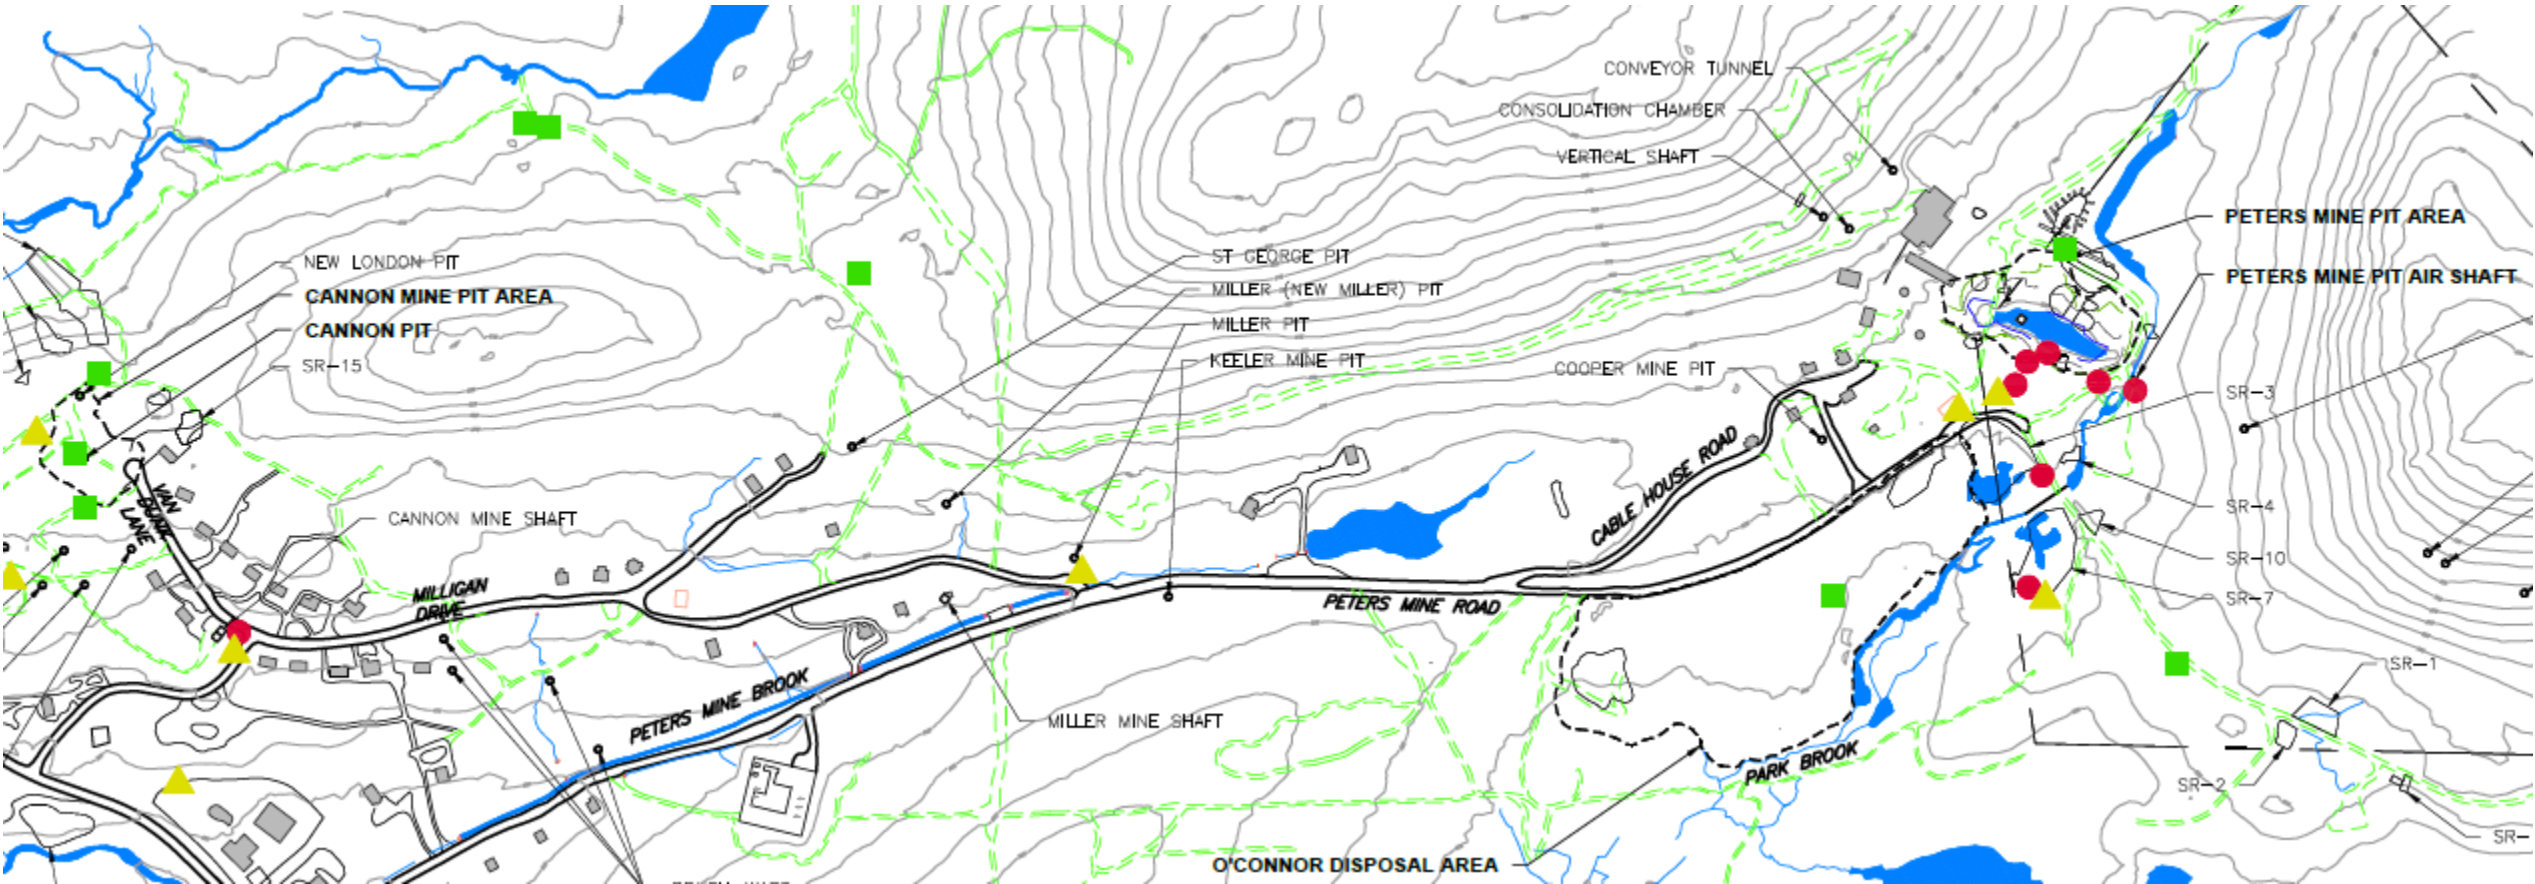 CONVEYOR TUNNEL
CONSOLIDATION CHAMBER
VERTICAL SHAFT
PETERS MINE PIT AREA
NEW LONDON PIT
ST GEORGE PIT
PETERS MINE PIT AIR SHAFT
CANNON MINE PIT AREA
MILLER (NEW MILLER) PIT
CANNON PIT
MILLER PIT
SR-15
KEELER MINE PIT
COOPER MINE PIT
SR-3
CABLE HOUSE ROAD
VAN
DUNK
LANE
CANNON MINE SHAFT
SR-4
SR-10
MILLIGAN
DRIVE
PETERS MINE ROAD
SR-7
SR-1
PETERS MINE BROOK
MILLER MINE SHAFT
PARK BROOK
SR-2
SR-
O'CONNOR DISPOSAL AREA